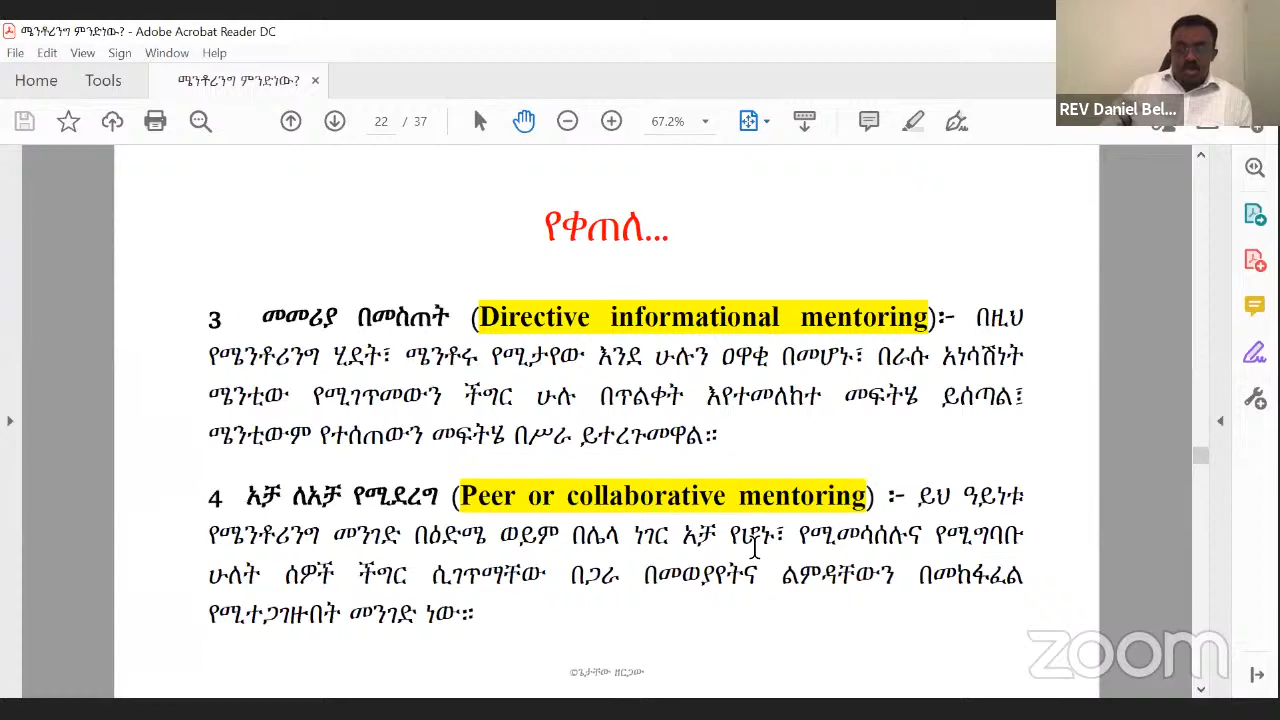 ሜንቶሪንግ ምንድነው? - Adobe Acrobat Reader DC
File Edit View Sign Window Help
Home Tools ሜንቶሪንግ ምንድነው? ×
22 / 37 67.2%
REV Daniel Bel...
የቀጠለ...
3 መመሪያ በመስጠት (Directive informational mentoring)፡- በዚህ
የሜንቶሪንግ ሂደት፣ ሜንቶሩ የሚታየው እንደ ሁሉን ዐዋቂ በመሆኑ፣ በራሱ አነሳሽነት
ሜንቲው የሚገጥመውን ችግር ሁሉ በጥልቀት እየተመለከተ መፍትሄ ይሰጣል፤
ሜንቲውም የተሰጠውን መፍትሄ በሥራ ይተረጉመዋል።
4 አቻ ለአቻ የሚደረግ (Peer or collaborative mentoring) ፡- ይህ ዓይነቱ
የሜንቶሪንግ መንገድ በዕድሜ ወይም በሌላ ነገር አቻ የሆኑ፣ የሚመሳሰሉና የሚግባቡ
ሁለት ሰዎች ችግር ሲገጥማቸው በጋራ በመወያየትና ልምዳቸውን በመከፋፈል
የሚተጋገዙበት መንገድ ነው።
©ጌታቸው ዘርጋው
zoom